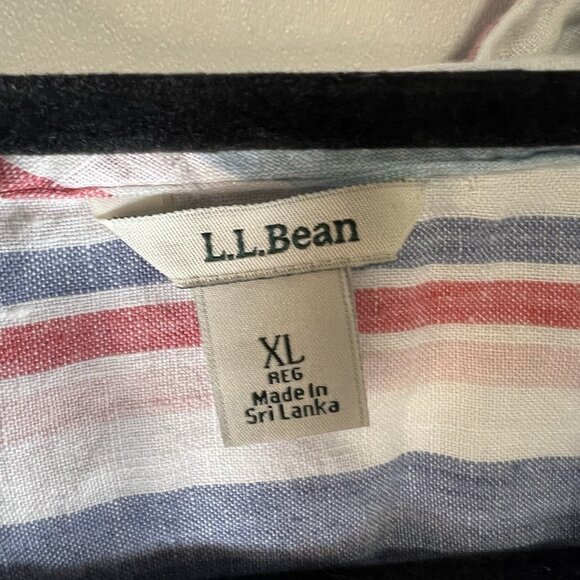 L.L.Bean
XL
REG
Made In
Sri Lanka